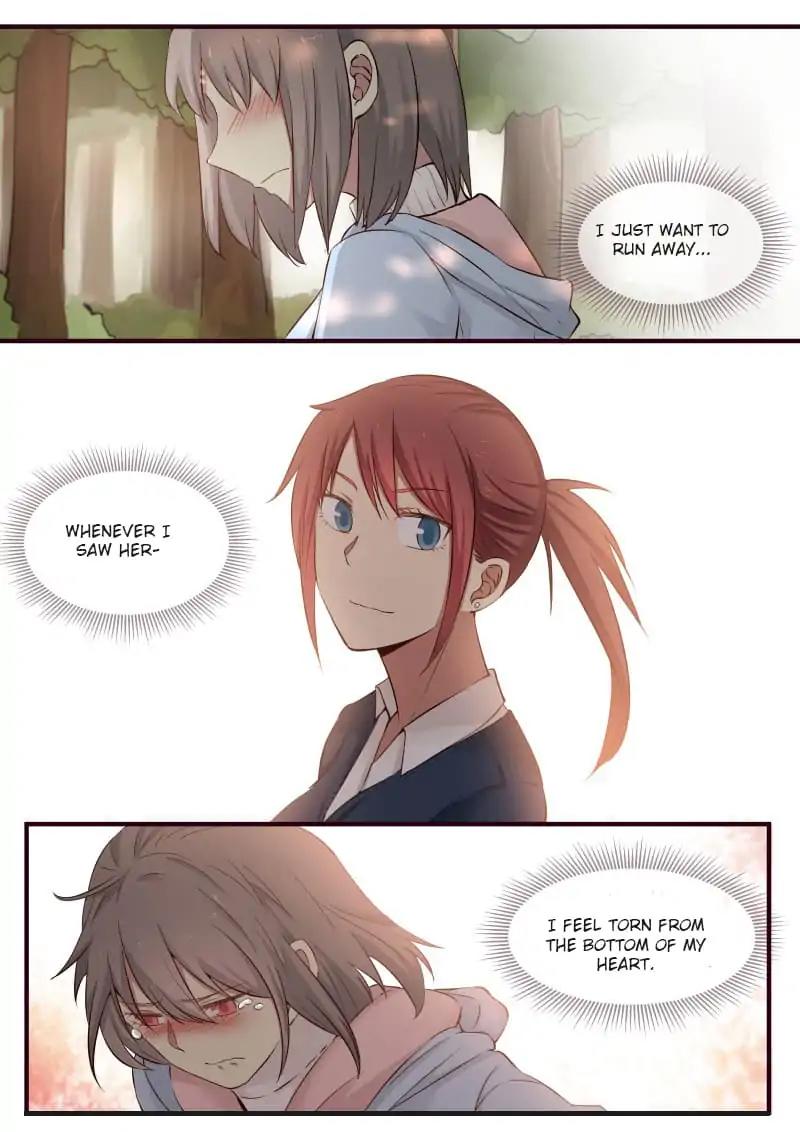 I JUST WANT TO
RUN AWAY...
WHENEVER I
SAW HER-
I FEEL TORN FROM
THE BOTTOM OF MY
HEART.